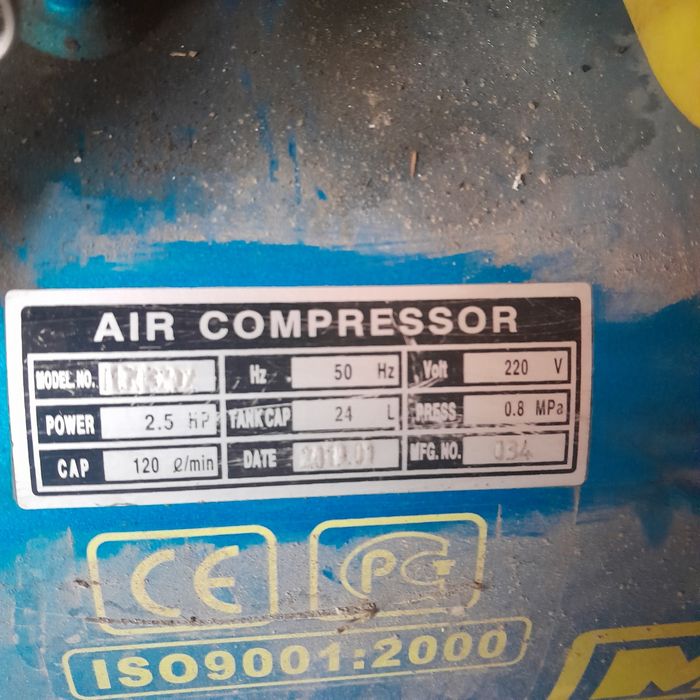 AIR COMPRESSOR
MODEL NO. Hz 50 Hz Volt 220 V
POWER 2.5 HP TANK CAP 24 L PRESS 0.8 MPa
CAP 120 ℓ/min DATE MFG. NO. 034
CE PG
ISO9001:2000